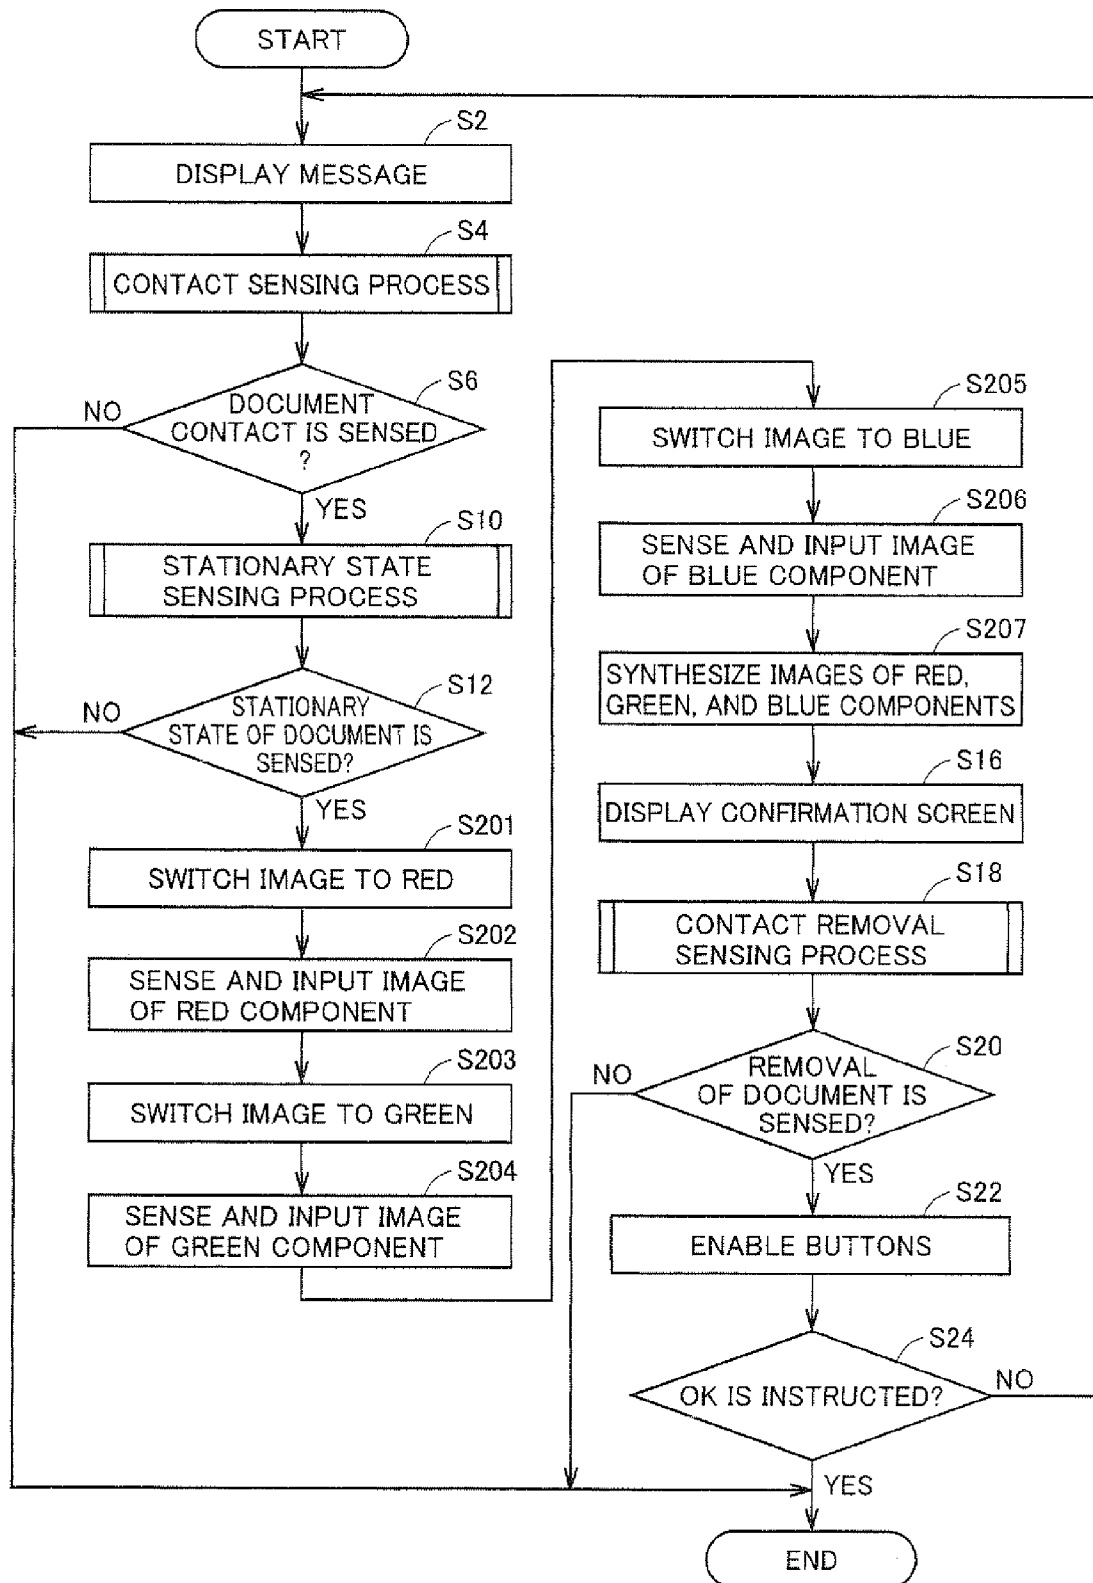 START
S2
DISPLAY MESSAGE
S4
CONTACT SENSING PROCESS
S6
NO
DOCUMENT
CONTACT IS SENSED
?
YES
S10
STATIONARY STATE
SENSING PROCESS
S12
NO
STATIONARY
STATE OF DOCUMENT IS
SENSED?
YES
S201
SWITCH IMAGE TO RED
S202
SENSE AND INPUT IMAGE
OF RED COMPONENT
S203
SWITCH IMAGE TO GREEN
S204
SENSE AND INPUT IMAGE
OF GREEN COMPONENT
S205
SWITCH IMAGE TO BLUE
S206
SENSE AND INPUT IMAGE
OF BLUE COMPONENT
S207
SYNTHESIZE IMAGES OF RED,
GREEN, AND BLUE COMPONENTS
S16
DISPLAY CONFIRMATION SCREEN
S18
CONTACT REMOVAL
SENSING PROCESS
S20
NO
REMOVAL
OF DOCUMENT IS
SENSED?
YES
S22
ENABLE BUTTONS
S24
OK IS INSTRUCTED?
NO
YES
END